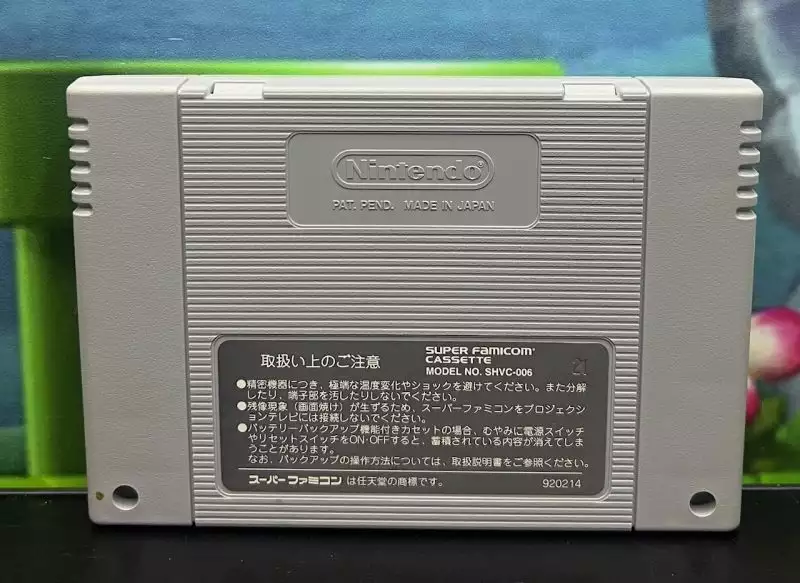 Nintendo®
PAT. PEND. MADE IN JAPAN
取扱い上のご注意
SUPER FAMICOM
CASSETTE
MODEL NO. SHVC-006
21
●精密機器につき、極端な温度変化やショックを避けてください。また分解
したり、端子部を汚したりしないでください。
●残像現象（画面焼け）が生ずるため、スーパーファミコンをプロジェクシ
ョンテレビには接続しないでください。
●バッテリーバックアップ機能付きカセットの場合、むやみに電源スイッチ
やリセットスイッチをON・OFFすると、蓄積されている内容が消えてしま
うことがあります。
なお、バックアップの操作方法については、取扱説明書をご参照ください。
スーパーファミコン は任天堂の商標です。
920214